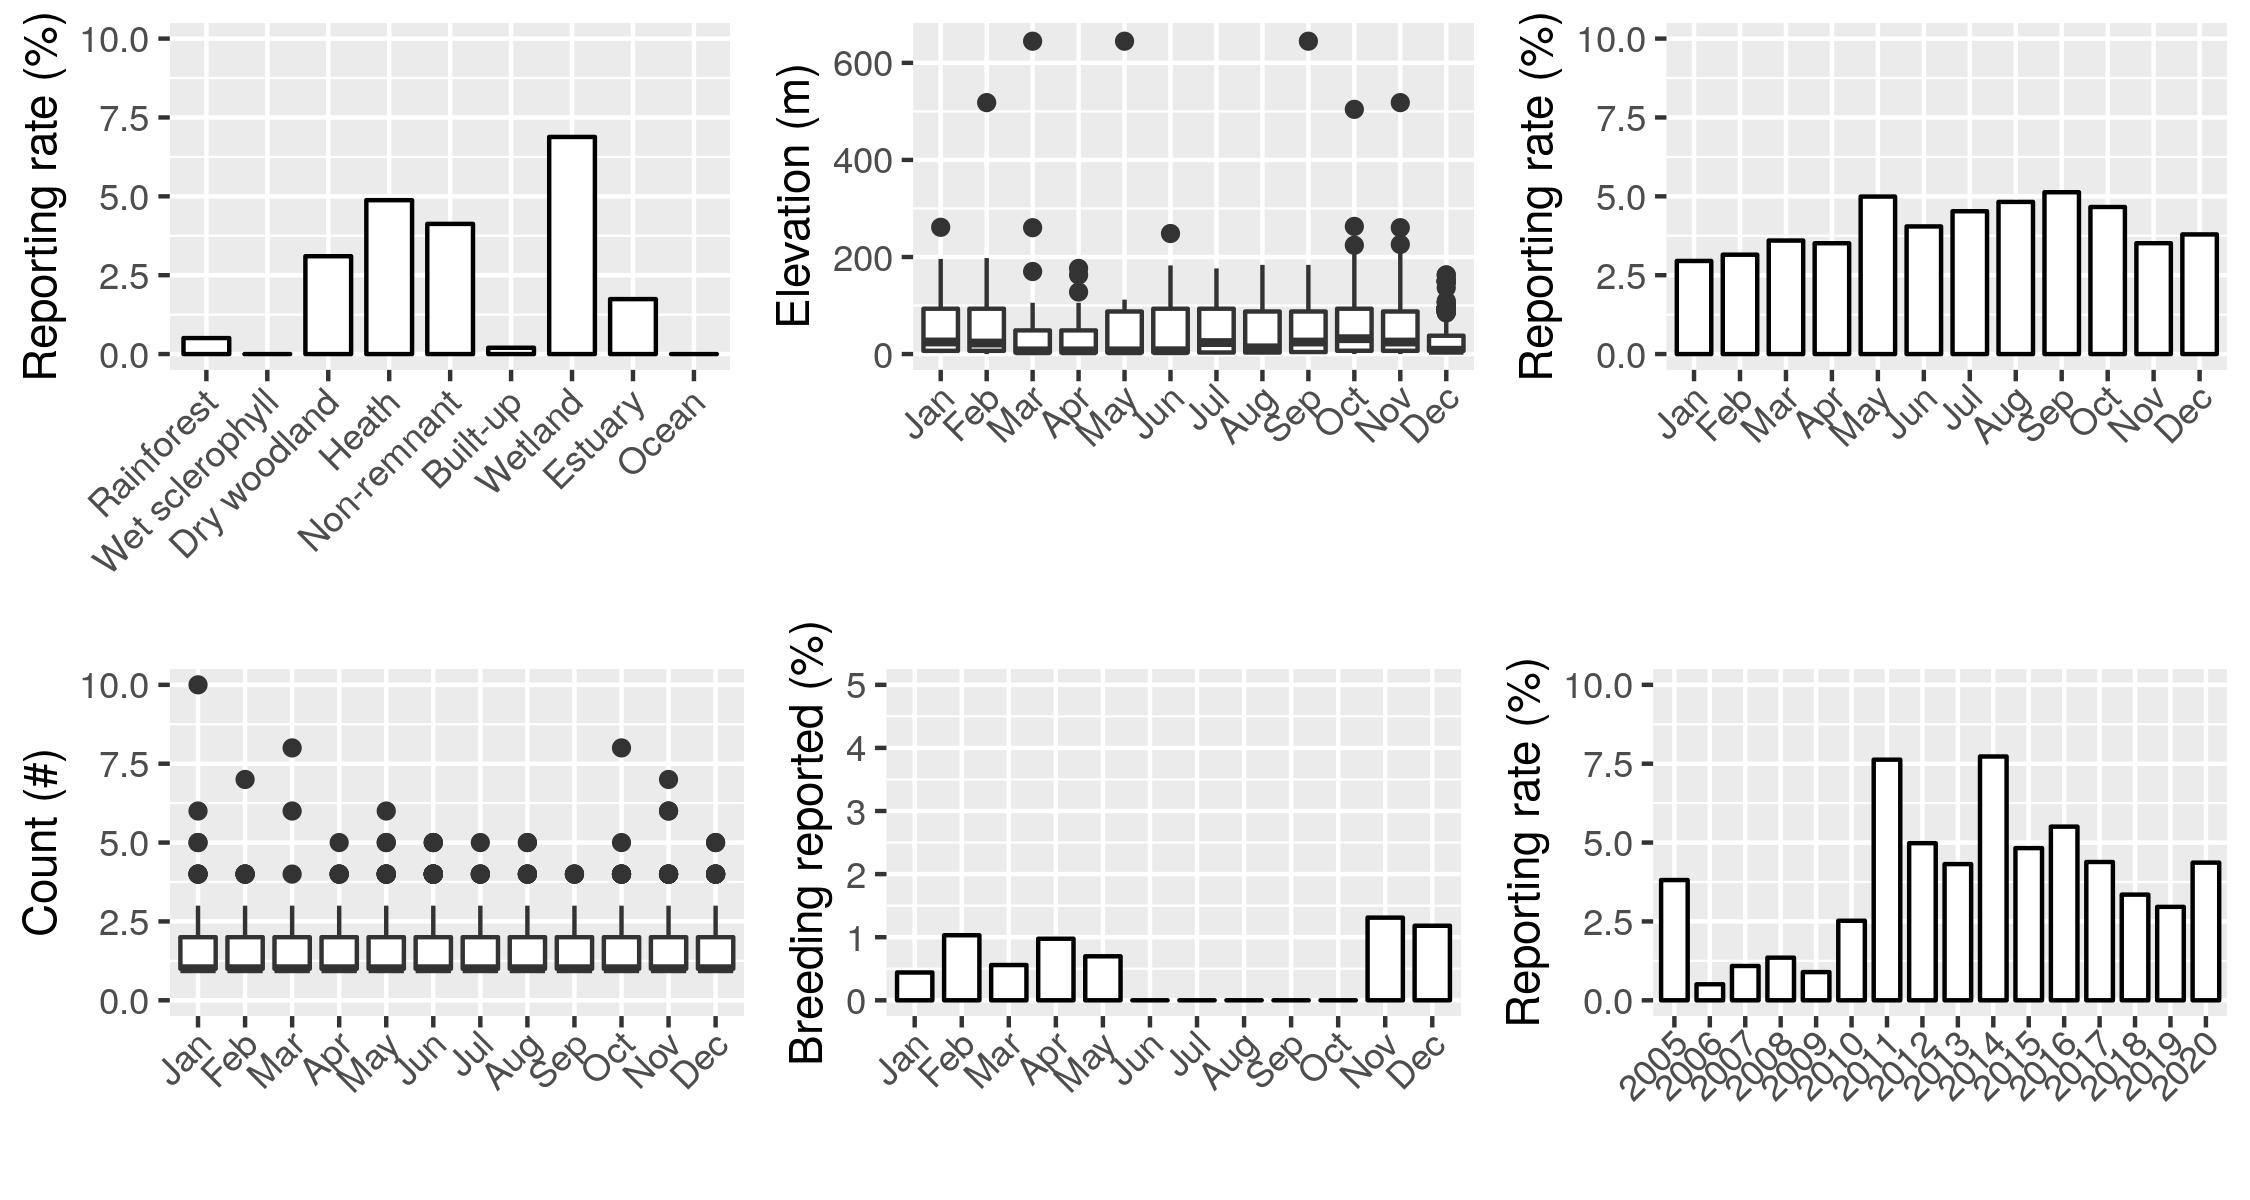 Reporting rate (%)
10.0
7.5
5.0
2.5
0.0
Rainforest
Wet sclerophyll
Dry woodland
Heath
Non-remnant
Built-up
Wetland
Estuary
Ocean
Elevation (m)
600
400
200
0
Jan
Feb
Mar
Apr
May
Jun
Jul
Aug
Sep
Oct
Nov
Dec
Reporting rate (%)
10.0
7.5
5.0
2.5
0.0
Jan
Feb
Mar
Apr
May
Jun
Jul
Aug
Sep
Oct
Nov
Dec
Count (#)
10.0
7.5
5.0
2.5
0.0
Jan
Feb
Mar
Apr
May
Jun
Jul
Aug
Sep
Oct
Nov
Dec
Breeding reported (%)
5
4
3
2
1
0
Jan
Feb
Mar
Apr
May
Jun
Jul
Aug
Sep
Oct
Nov
Dec
Reporting rate (%)
10.0
7.5
5.0
2.5
0.0
2005
2006
2007
2008
2009
2010
2011
2012
2013
2014
2015
2016
2017
2018
2019
2020